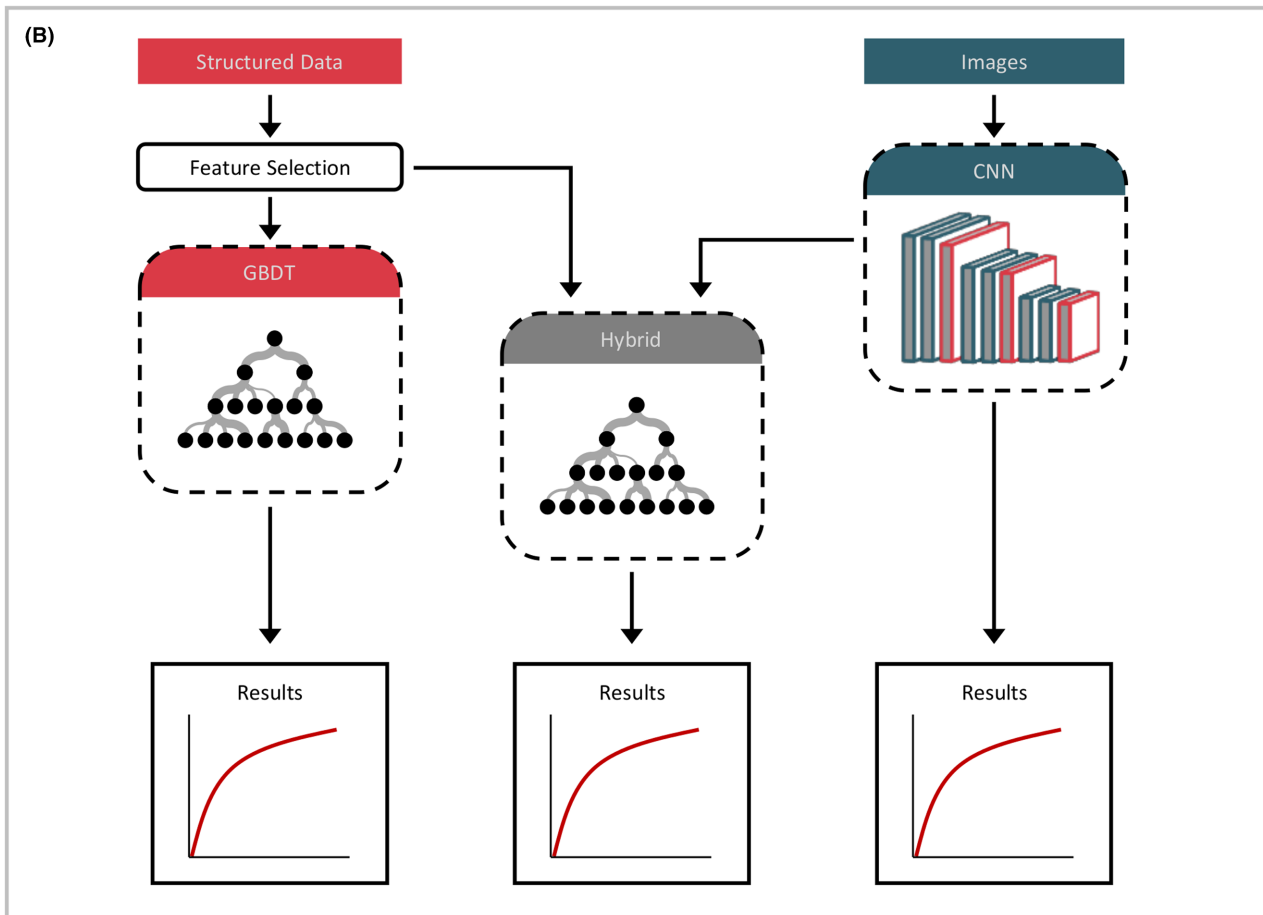 (B)
Structured Data
Images
Feature Selection
CNN
GBDT
Hybrid
Results
Results
Results